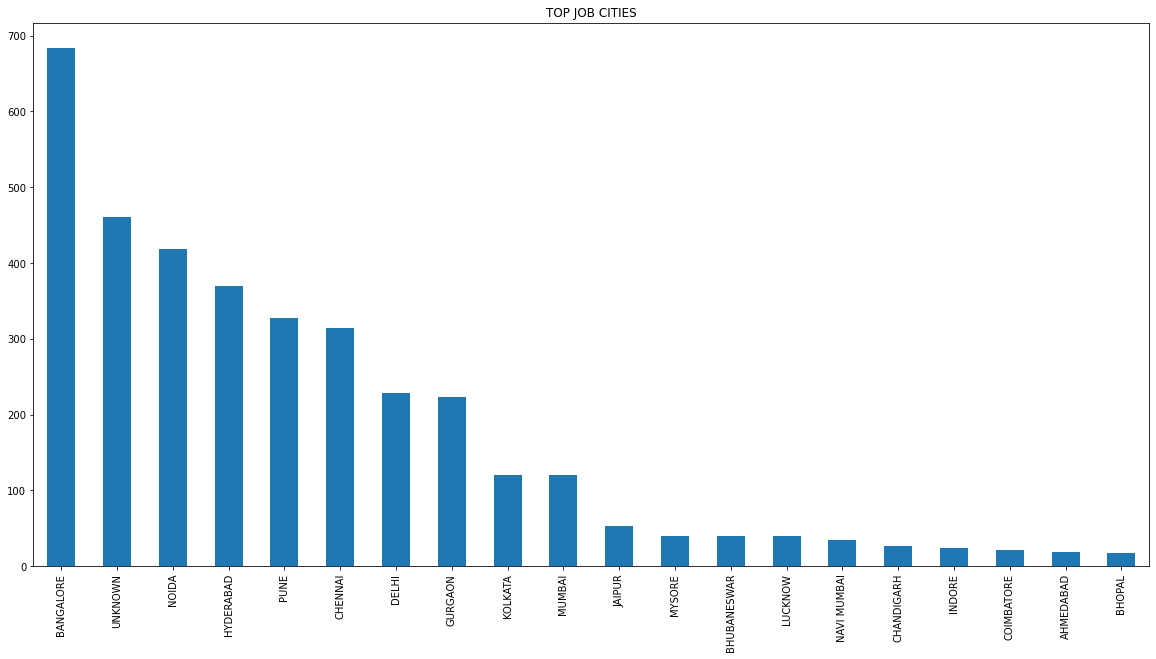 TOP JOB CITIES
700
600
500
400
300
200
100
0
BANGALORE
UNKNOWN
NOIDA
HYDERABAD
PUNE
CHENNAI
DELHI
GURGAON
KOLKATA
MUMBAI
JAIPUR
MYSORE
BHUBANESWAR
LUCKNOW
NAVI MUMBAI
CHANDIGARH
INDORE
COIMBATORE
AHMEDABAD
BHOPAL